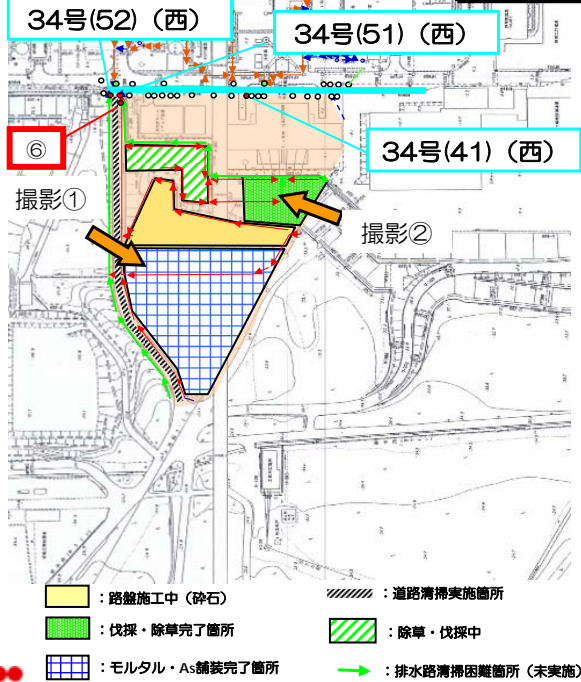 34号(52)（西）
34号(51)（西）
34号(41)（西）
⑥
撮影①
撮影②
：路盤施工中（砕石）
：道路清掃実施箇所
：伐採・除草完了箇所
：除草・伐採中
：モルタル・As舗装完了箇所
：排水路清掃困難箇所（未実施）